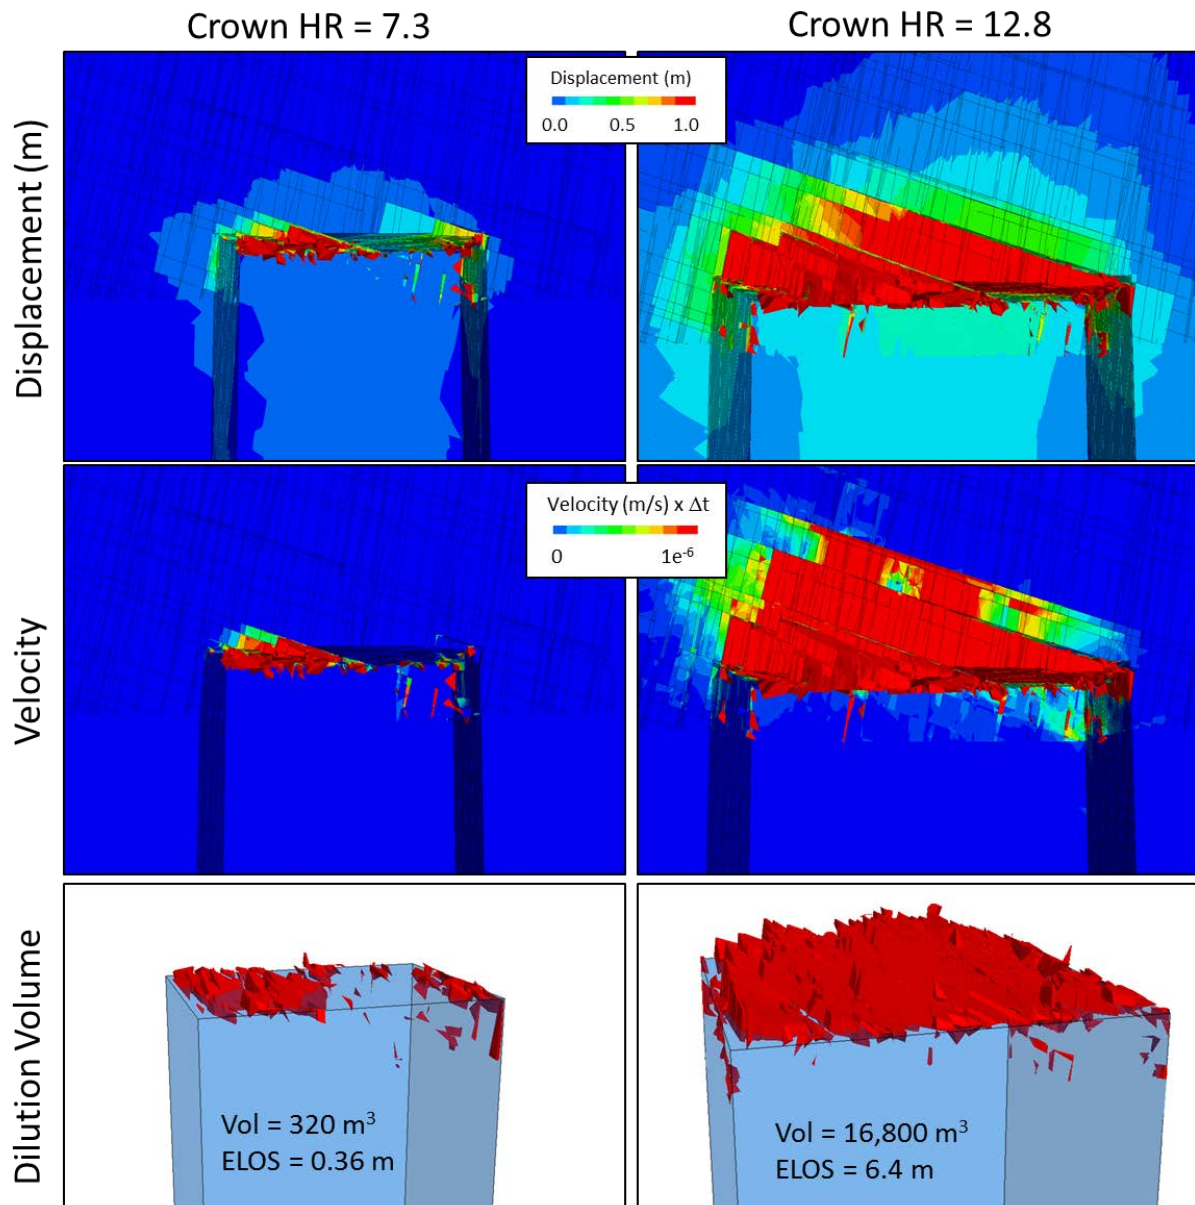 Crown HR = 7.3
Crown HR = 12.8
Displacement (m)
Displacement (m)
0.0 0.5 1.0
Velocity
Velocity (m/s) x Δt
0 1e⁻⁶
Dilution Volume
Vol = 320 m³
ELOS = 0.36 m
Vol = 16,800 m³
ELOS = 6.4 m